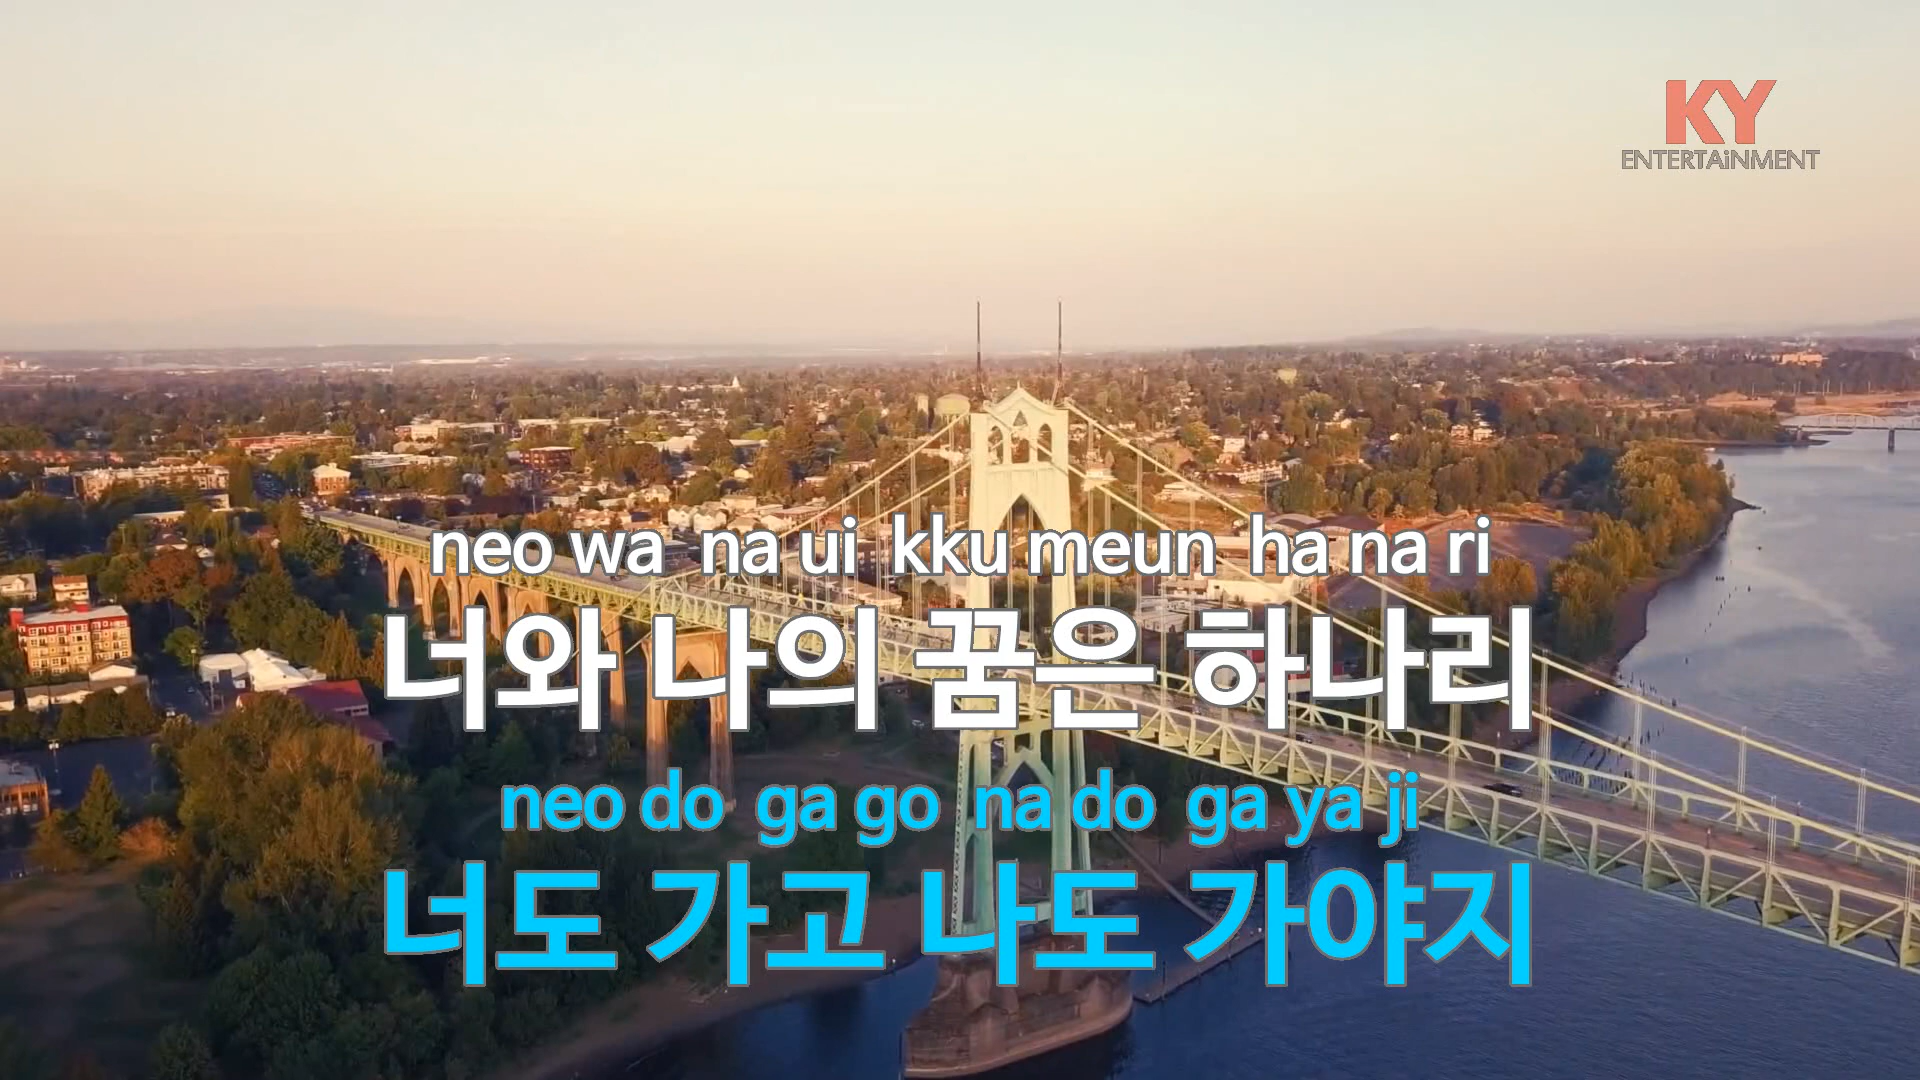 KY
ENTERTAiNMENT
neo wa na ui kku meun ha na ri
너와 나의 꿈은 하나리
neo do ga go na do ga ya ji
너도 가고 나도 가야지